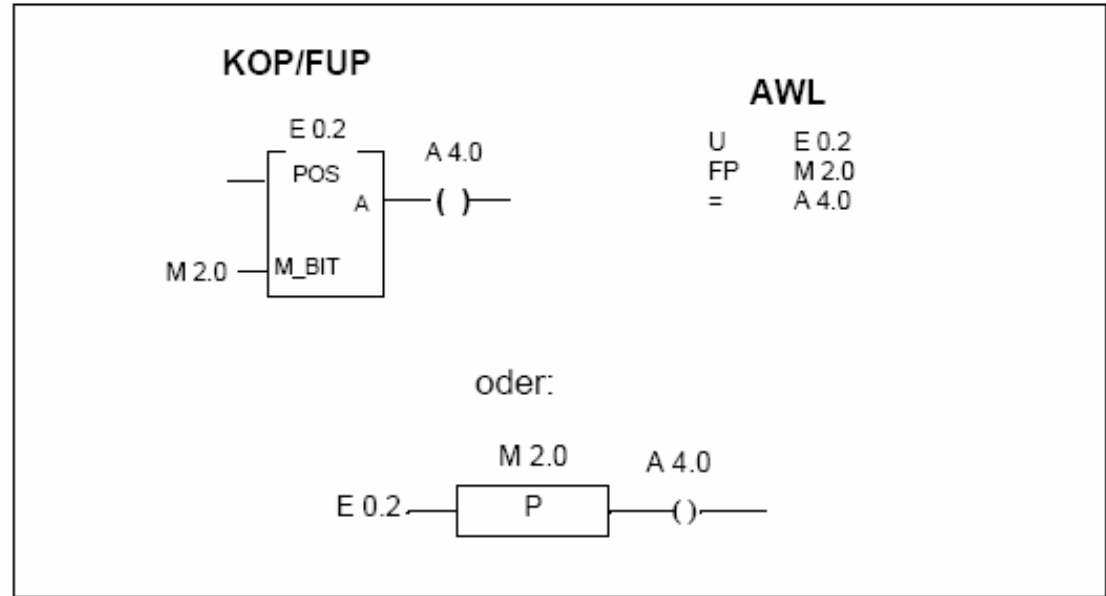 KOP/FUP
AWL
E 0.2
A 4.0
POS
A
( )
M 2.0
M_BIT
U E 0.2
FP M 2.0
= A 4.0
oder:
M 2.0
A 4.0
E 0.2
P
( )